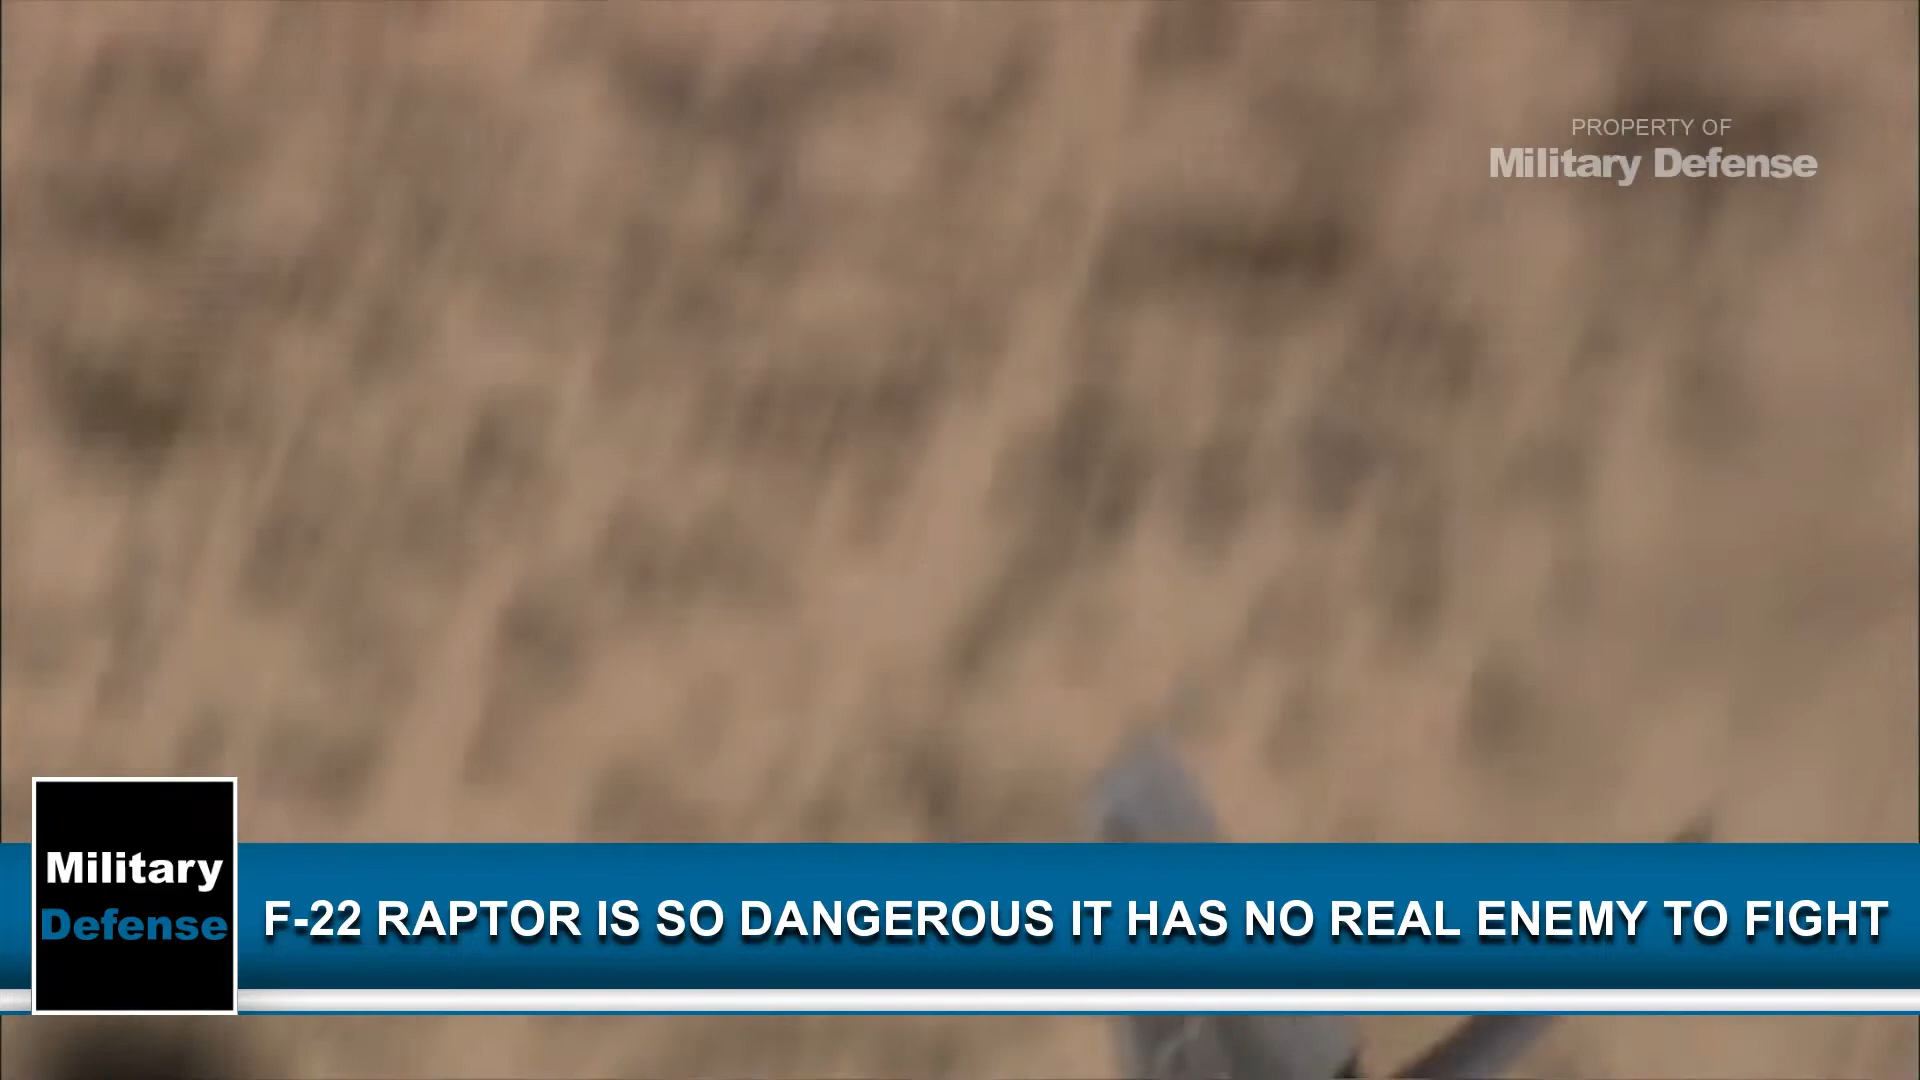 PROPERTY OF
Military Defense
Military
Defense
F-22 RAPTOR IS SO DANGEROUS IT HAS NO REAL ENEMY TO FIGHT